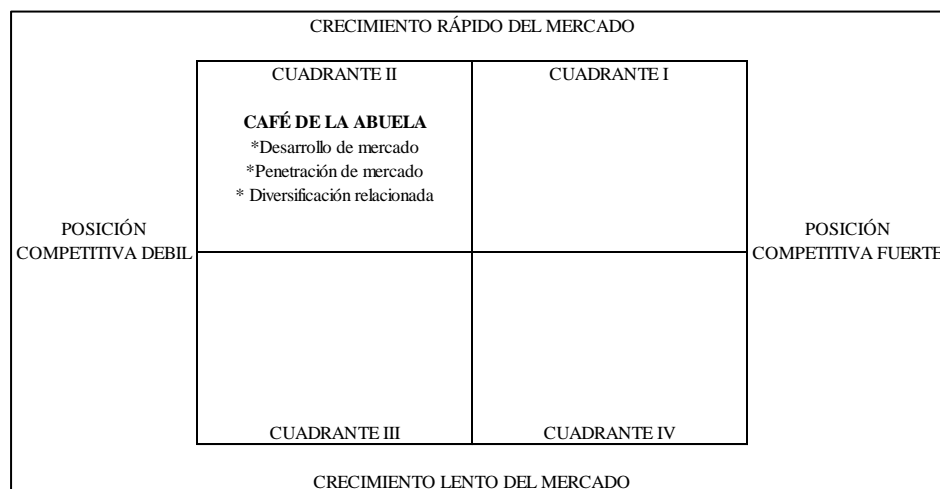 CRECIMIENTO RÁPIDO DEL MERCADO
CUADRANTE II
CUADRANTE I
CAFÉ DE LA ABUELA
*Desarrollo de mercado
*Penetración de mercado
* Diversificación relacionada
POSICIÓN
COMPETITIVA DEBIL
POSICIÓN
COMPETITIVA FUERTE
CUADRANTE III
CUADRANTE IV
CRECIMIENTO LENTO DEL MERCADO